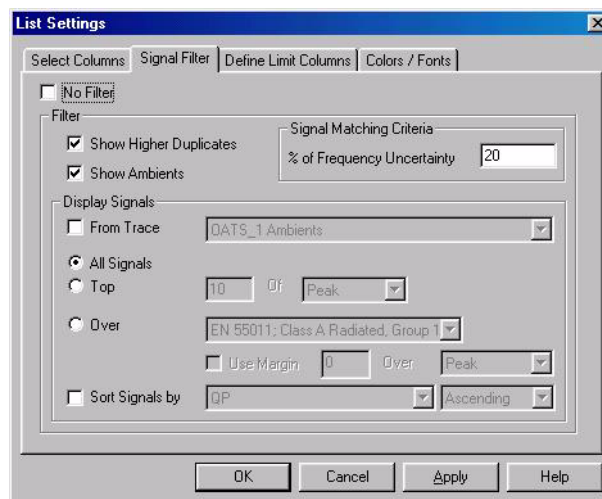 List Settings
Select Columns Signal Filter Define Limit Columns Colors / Fonts
No Filter
Filter
Show Higher Duplicates
Show Ambients
Signal Matching Criteria
% of Frequency Uncertainty 20
Display Signals
From Trace OATS_1 Ambients
All Signals
Top 10 Of Peak
Over EN 55011; Class A Radiated, Group 1
Use Margin 0 Over Peak
Sort Signals by QP Ascending
OK Cancel Apply Help